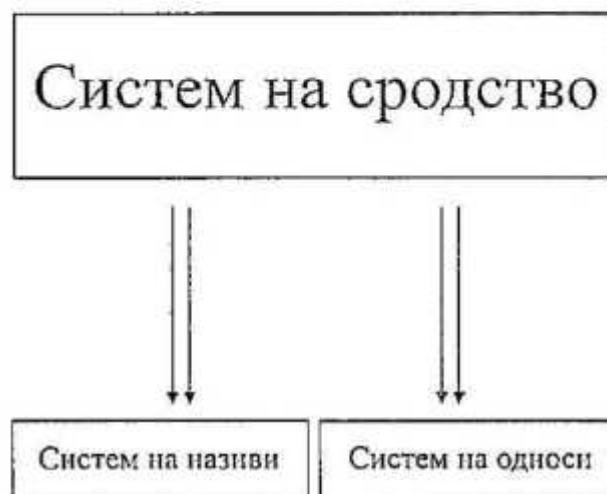 Систем на сродство
Систем на називи
Систем на односи